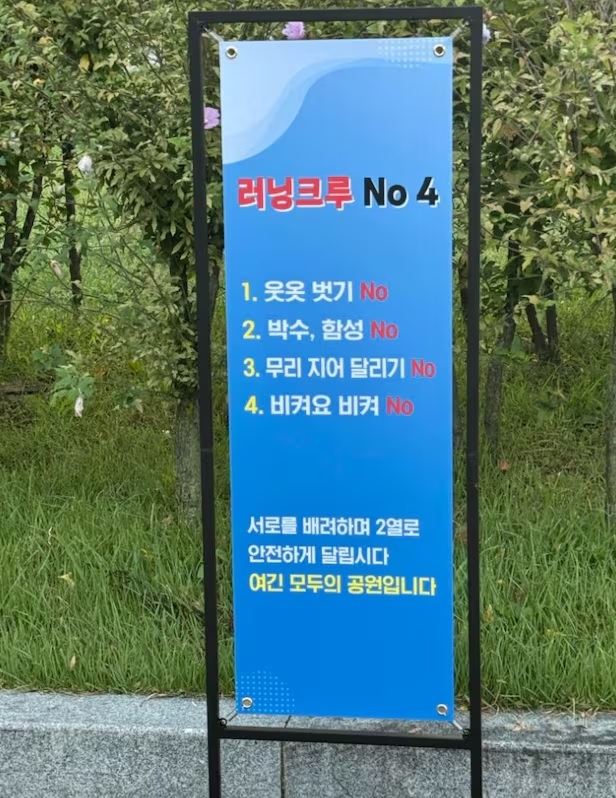 러닝크루 No 4
1. 웃옷 벗기 No
2. 박수, 함성 No
3. 무리 지어 달리기 No
4. 비켜요 비켜 No
서로를 배려하며 2열로
안전하게 달립시다
여긴 모두의 공원입니다